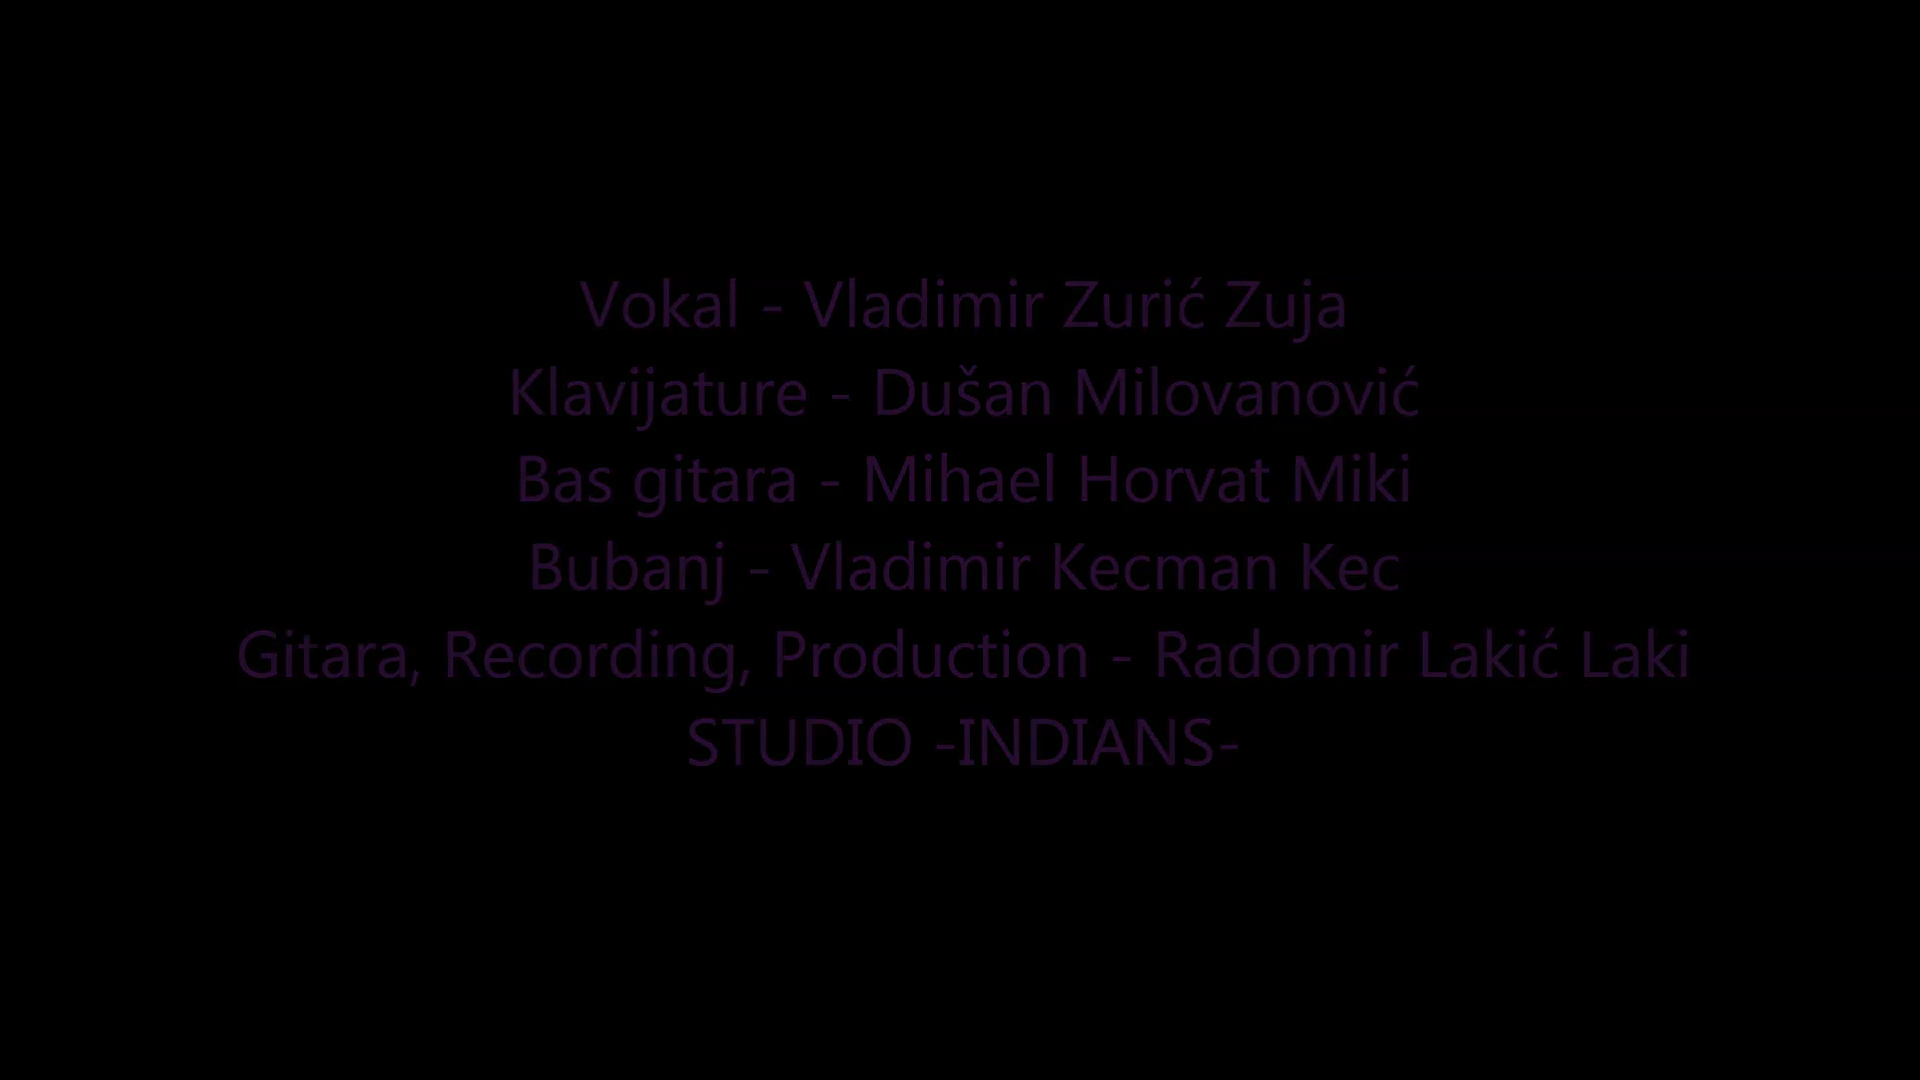 Vokal - Vladimir Zurić Zuja
Klavijature - Dušan Milovanović
Bas gitara - Mihael Horvat Miki
Bubanj - Vladimir Kecman Kec
Gitara, Recording, Production - Radomir Lakić Laki
STUDIO -INDIANS-